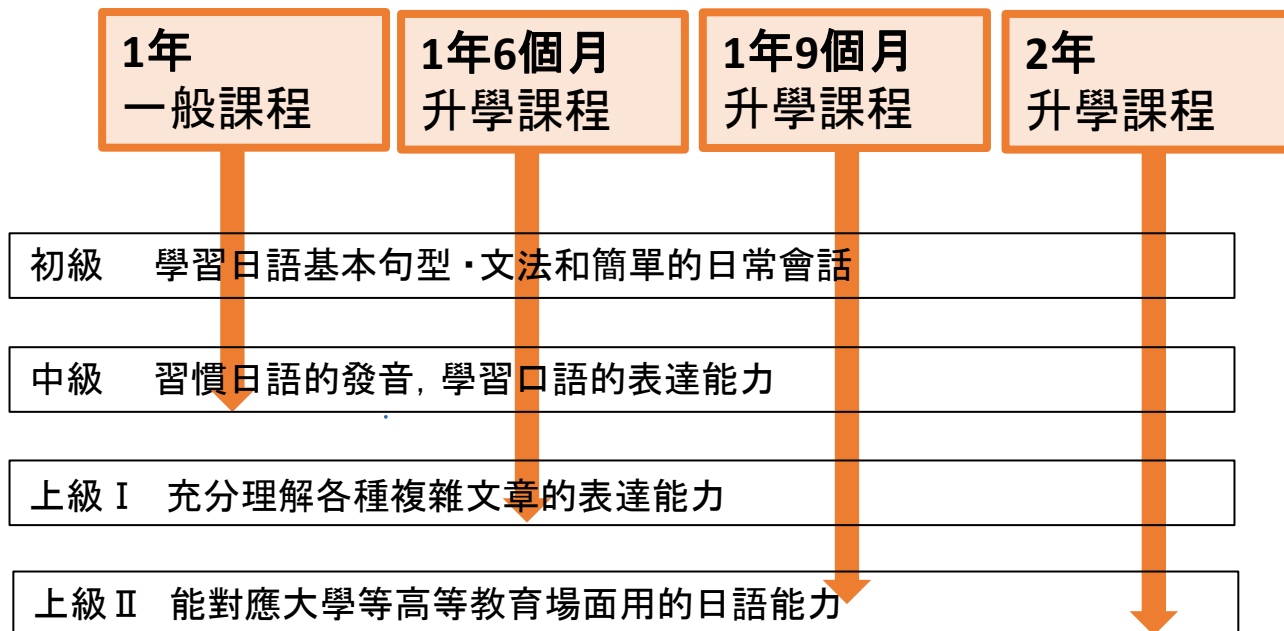 1年
一般課程
1年6個月
升學課程
1年9個月
升學課程
2年
升學課程
初級 學習日語基本句型・文法和簡單的日常會話
中級 習慣日語的發音, 學習口語的表達能力
上級Ⅰ 充分理解各種複雜文章的表達能力
上級Ⅱ 能對應大學等高等教育場面用的日語能力